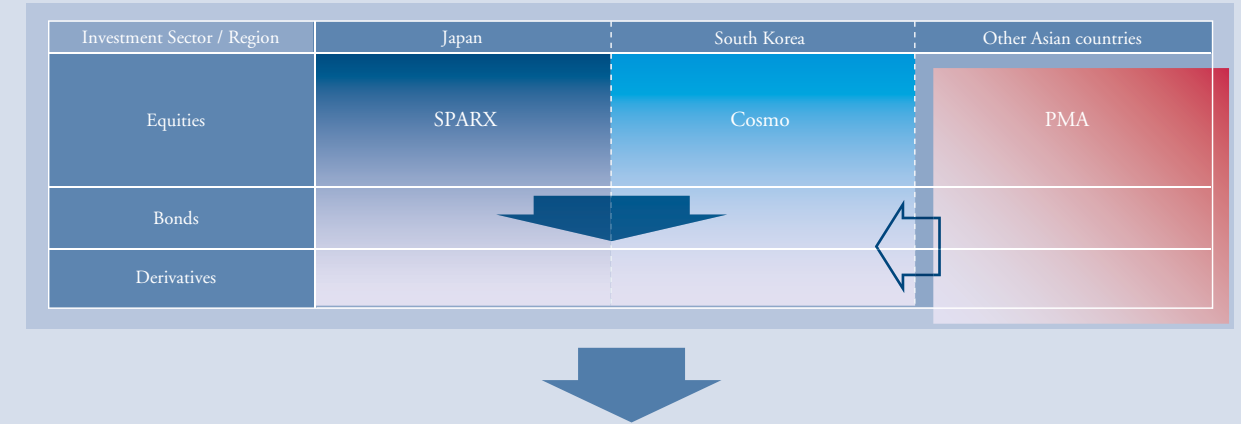 Investment Sector / Region
Japan
South Korea
Other Asian countries
Equities
SPARX
Cosmo
PMA
Bonds
Derivatives